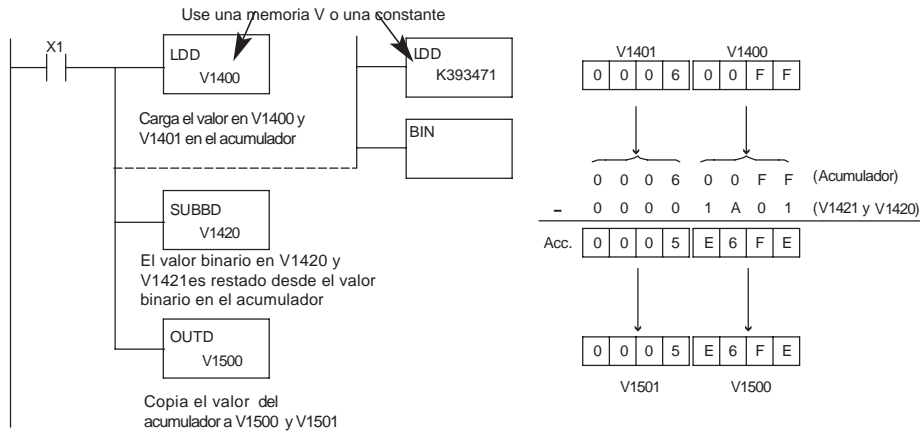 Use una memoria V o una constante
X1
LDD
V1400
LDD
K393471
Carga el valor en V1400 y
V1401 en el acumulador
BIN
SUBBD
V1420
El valor binario en V1420 y
V1421es restado desde el valor
binario en el acumulador
OUTD
V1500
Copia el valor del
acumulador a V1500 y V1501
V1401 V1400
0 0 0 6 0 0 F F
0 0 0 6 0 0 F F (Acumulador)
– 0 0 0 0 1 A 0 1 (V1421 y V1420)
Acc. 0 0 0 5 E 6 F E
0 0 0 5 E 6 F E
V1501 V1500